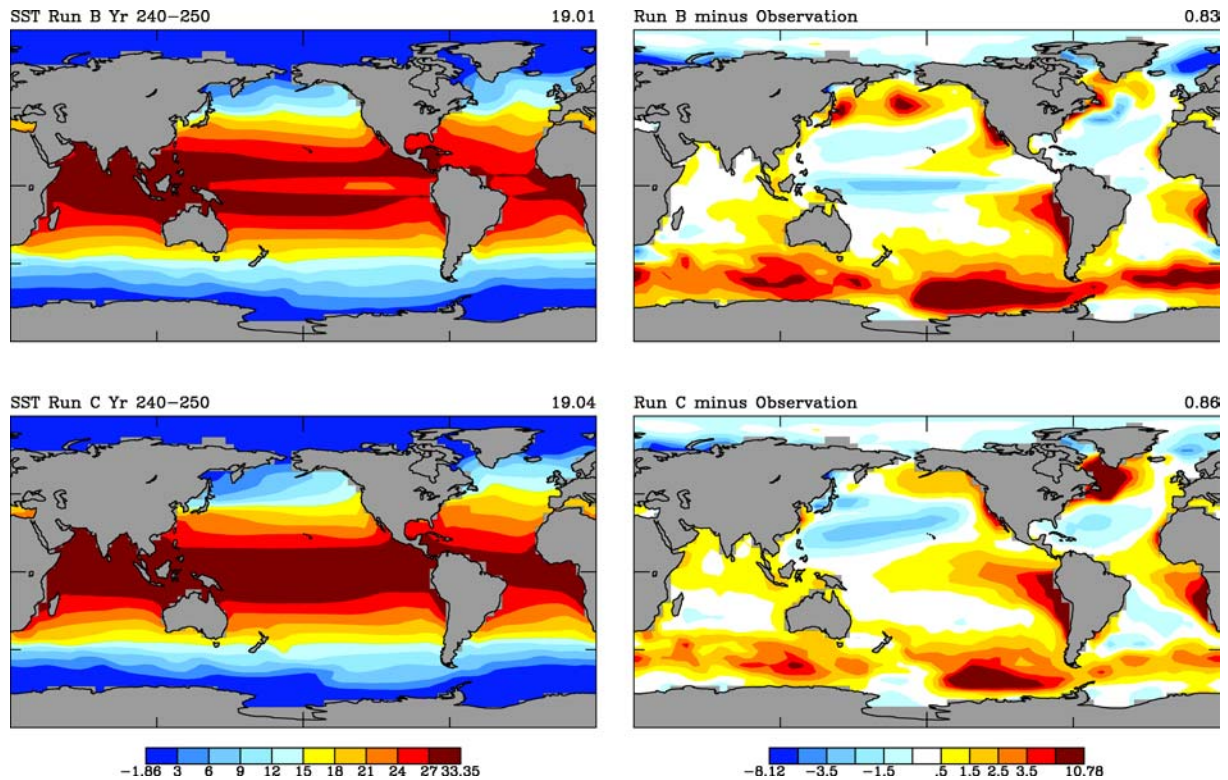 SST Run B Yr 240-250 19.01
Run B minus Observation 0.83
SST Run C Yr 240-250 19.04
Run C minus Observation 0.86
-1.86 3 6 9 12 15 18 21 24 27 33.35
-8.12 -3.5 -1.5 .5 1.5 2.5 3.5 5 10.78